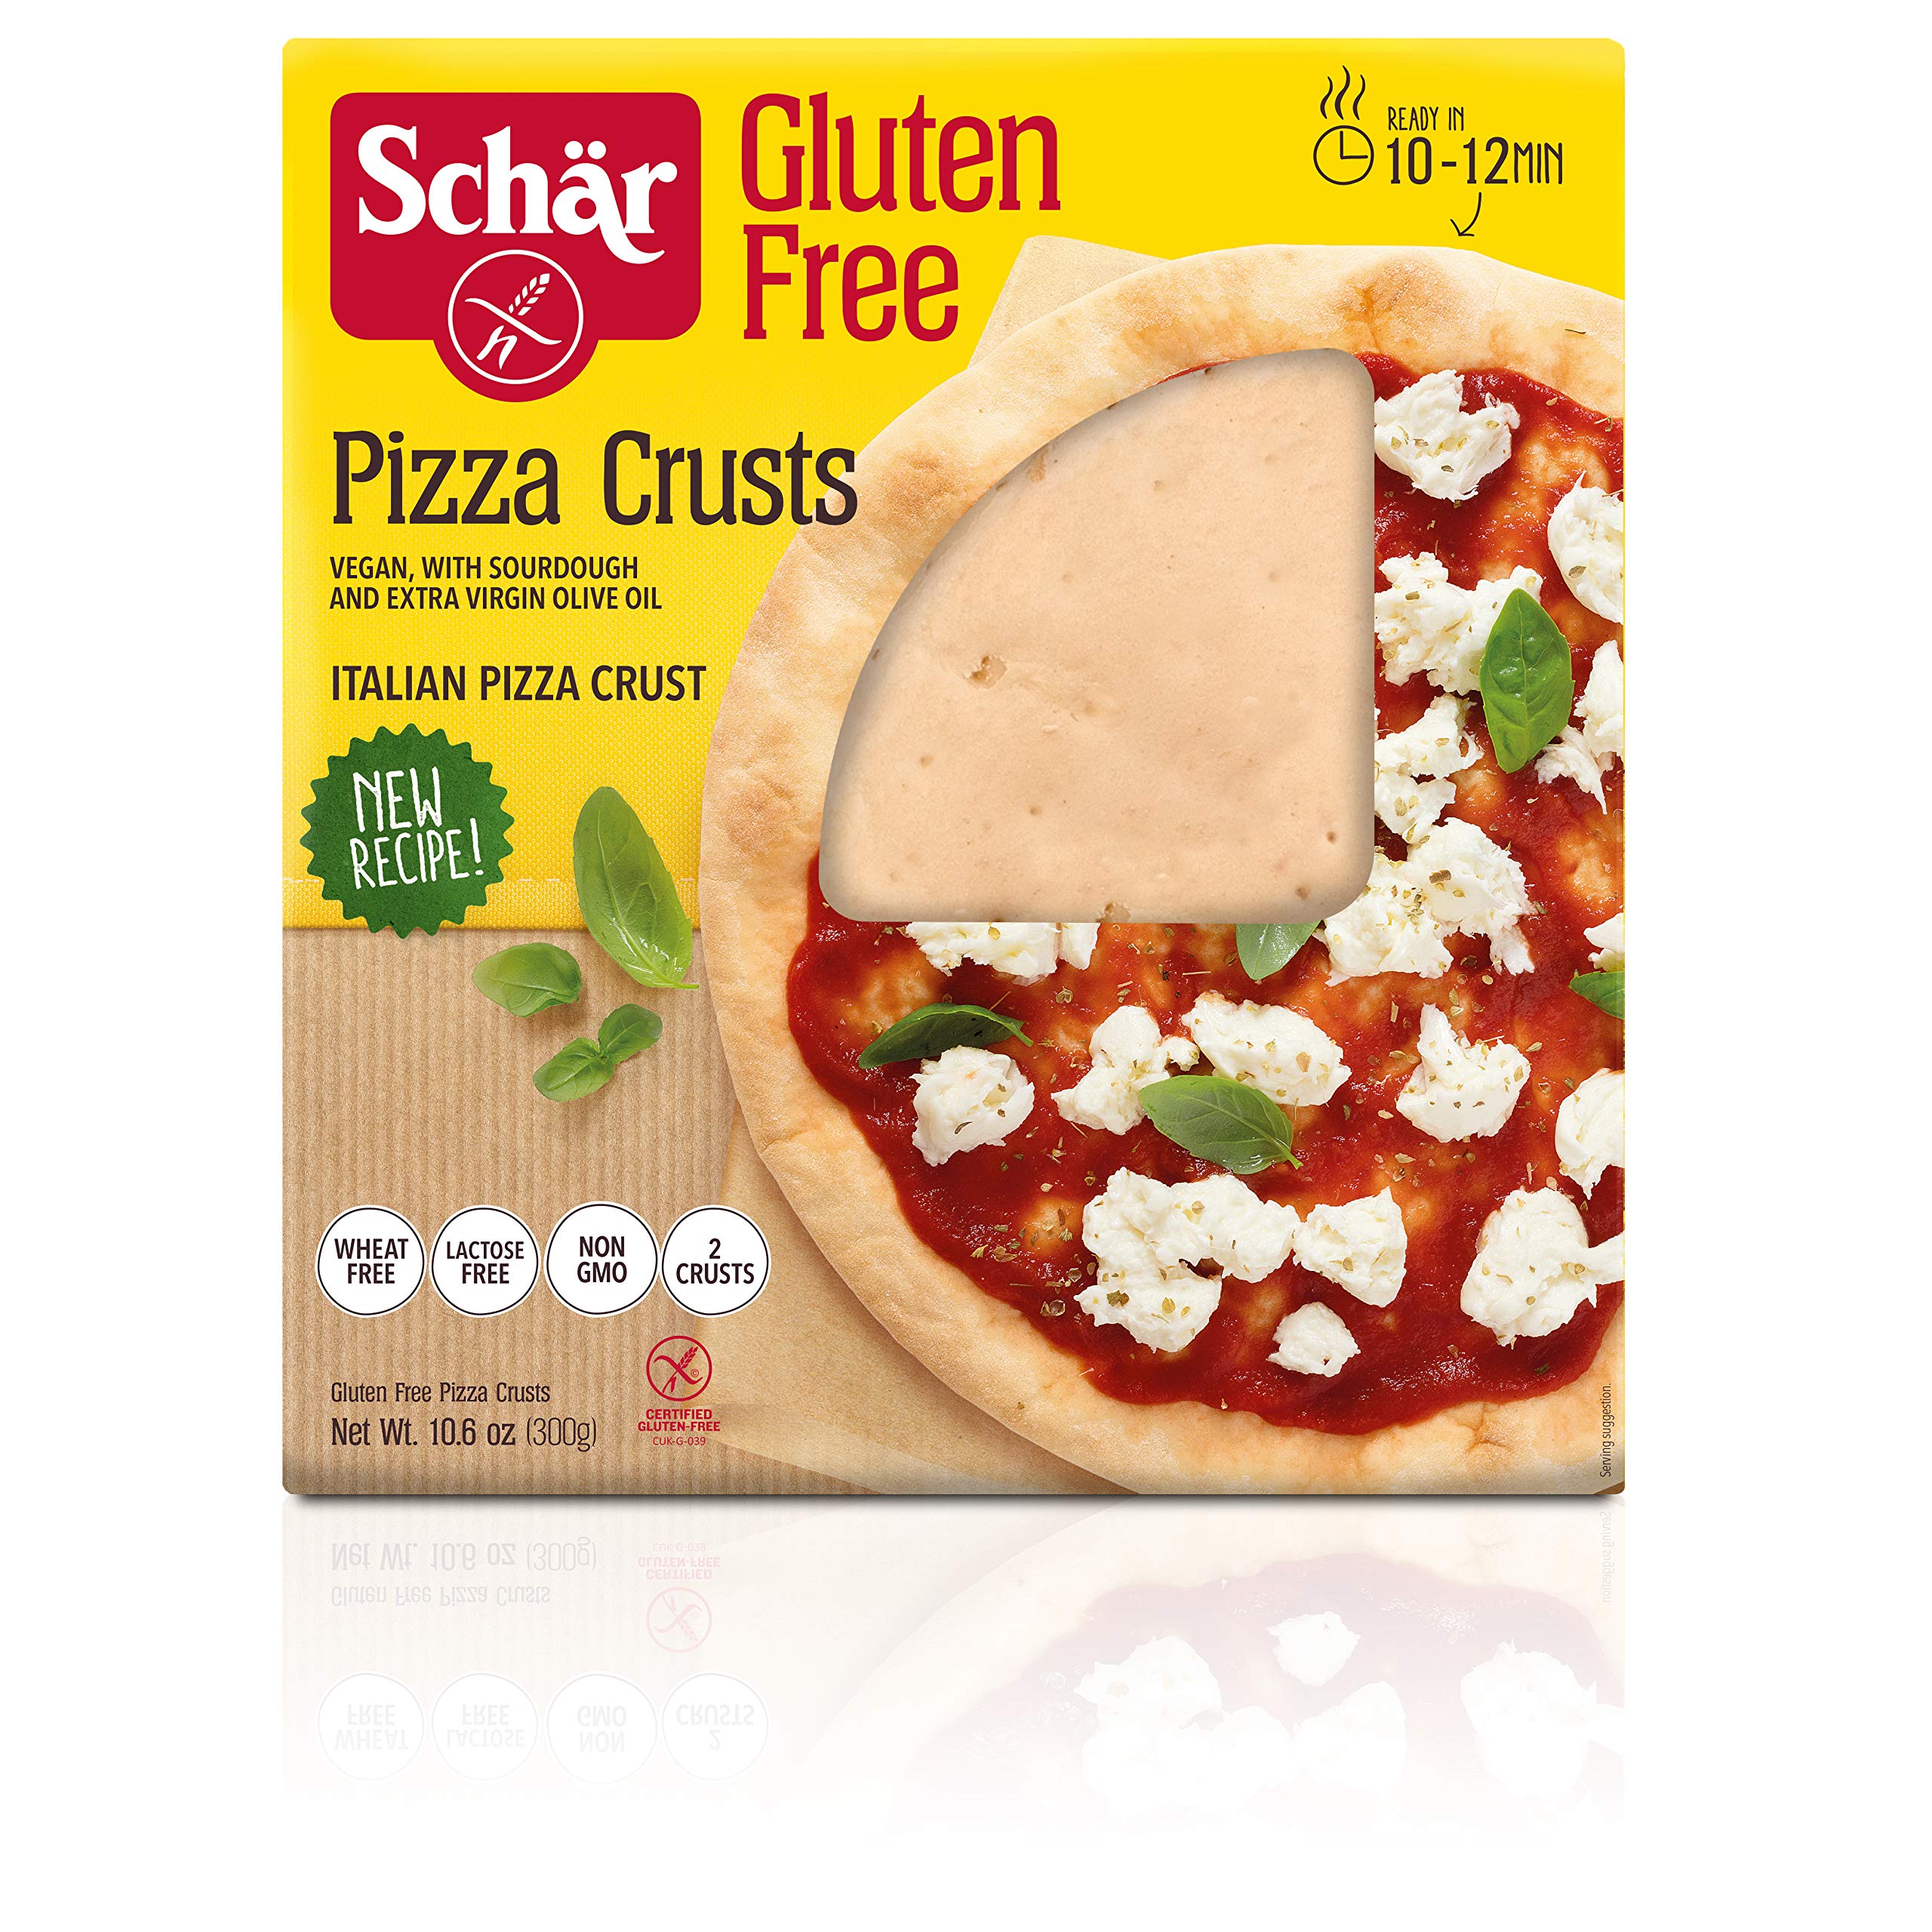 Schär
Gluten
Free
READY IN
10-12MIN
Pizza Crusts
VEGAN, WITH SOURDOUGH
AND EXTRA VIRGIN OLIVE OIL
ITALIAN PIZZA CRUST
NEW
RECIPE!
WHEAT
FREE
LACTOSE
FREE
NON
GMO
2
CRUSTS
Gluten Free Pizza Crusts
Net Wt. 10.6 oz (300g)
CERTIFIED
GLUTEN-FREE
CUK-G-039
Serving suggestion.